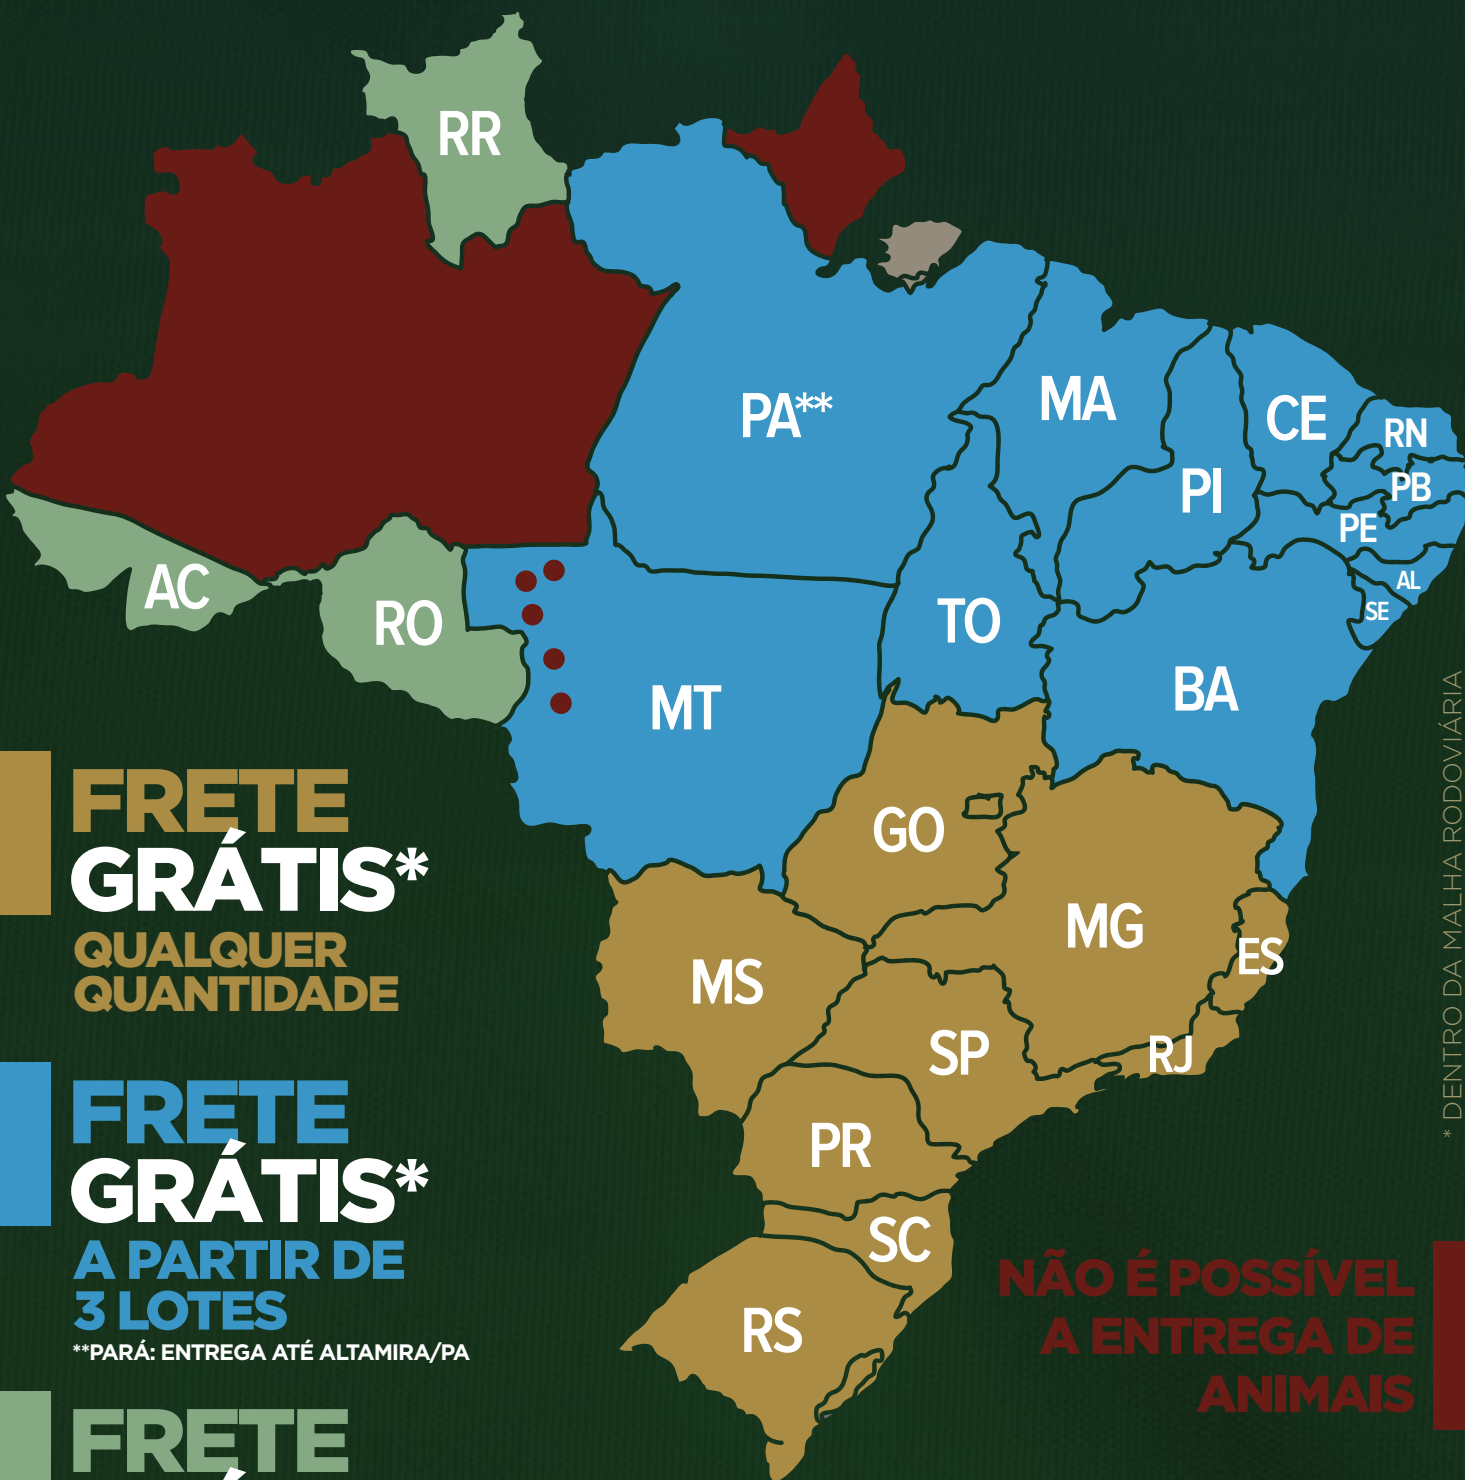 RR
PA**
MA
CE
RN
PB
PI
PE
AL
SE
AC
RO
TO
MT
BA
GO
MG
ES
MS
SP
RJ
PR
SC
RS
FRETE
GRÁTIS*
QUALQUER
QUANTIDADE
FRETE
GRÁTIS*
A PARTIR DE
3 LOTES
**PARÁ: ENTREGA ATÉ ALTAMIRA/PA
FRETE
NÃO É POSSÍVEL
A ENTREGA DE
ANIMAIS
* DENTRO DA MALHA RODOVIÁRIA